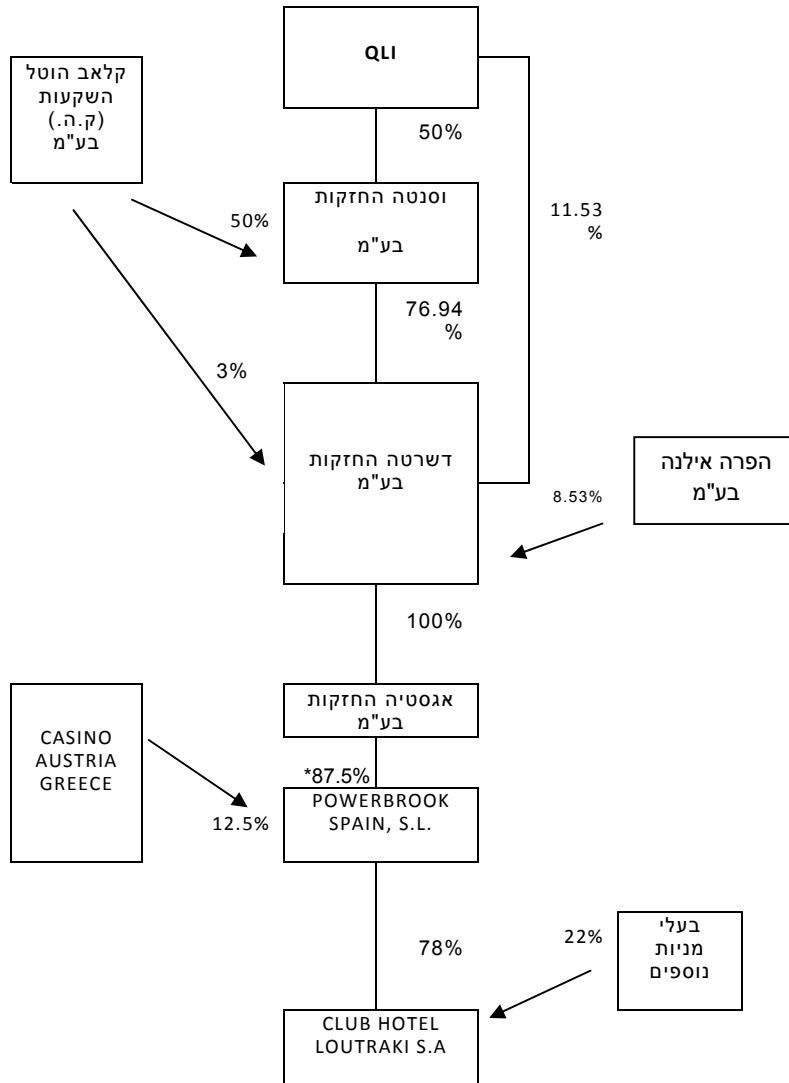 QLI
קלאב הוטל
השקעות
(ק.ה.)
בע"מ
50%
וסנטה החזקות
בע"מ
50%
11.53
%
76.94
%
3%
דשרטה החזקות
בע"מ
הפרה אילנה
בע"מ
8.53%
100%
אגסטיה החזקות
בע"מ
CASINO
AUSTRIA
GREECE
*87.5%
12.5%
POWERBROOK
SPAIN, S.L.
78%
22%
בעלי
מניות
נוספים
CLUB HOTEL
LOUTRAKI S.A